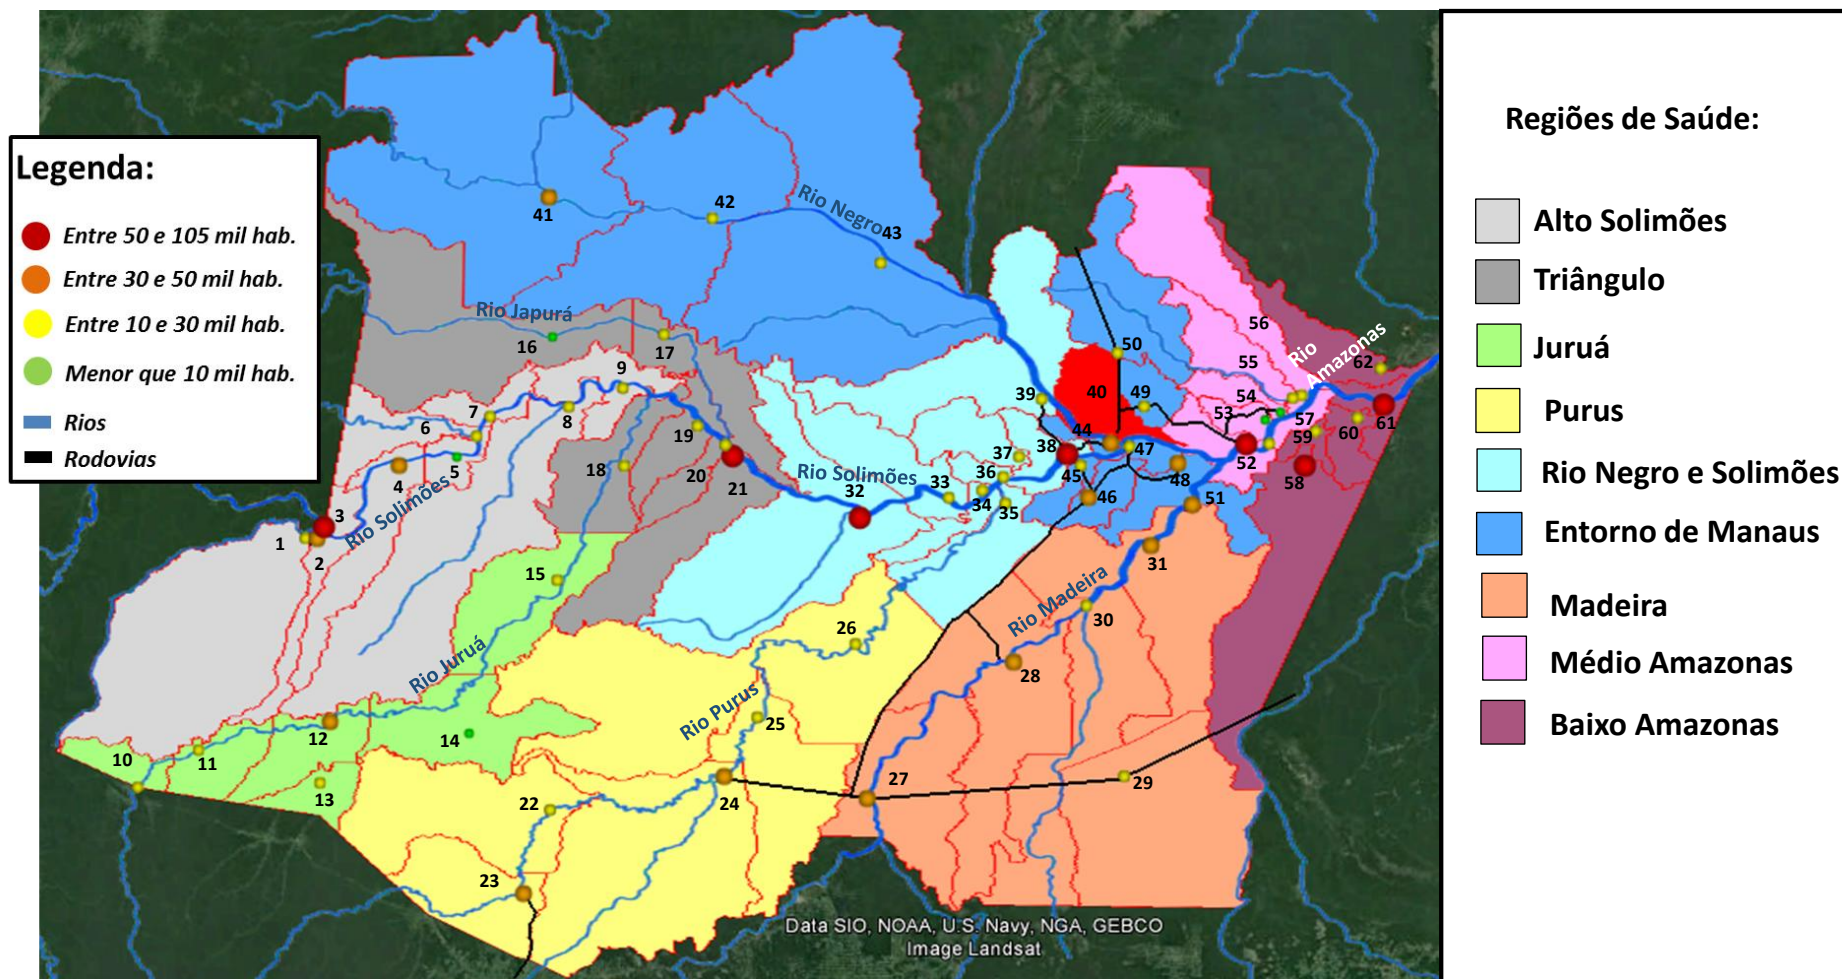 Legenda:
Entre 50 e 105 mil hab.
Entre 30 e 50 mil hab.
Entre 10 e 30 mil hab.
Menor que 10 mil hab.
Rios
Rodovias
Regiões de Saúde:
Alto Solimões
Triângulo
Juruá
Purus
Rio Negro e Solimões
Entorno de Manaus
Madeira
Médio Amazonas
Baixo Amazonas
Rio Negro
Rio Japurá
Rio Solimões
Rio Solimões
Rio Juruá
Rio Purus
Rio Madeira
Rio
Amazonas
1
2
3
4
5
6
7
8
9
10
11
12
13
14
15
16
17
18
19
20
21
22
23
24
25
26
27
28
29
30
31
32
33
34
35
36
37
38
39
40
41
42
43
44
45
46
47
48
49
50
51
52
53
54
55
56
57
58
59
60
61
62
Data SIO, NOAA, U.S. Navy, NGA, GEBCO
Image Landsat